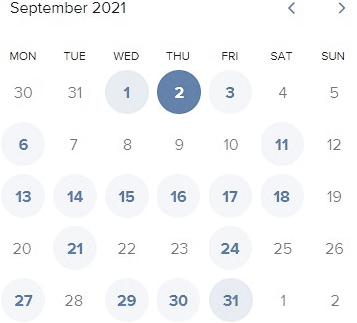 September 2021 < >
MON TUE WED THU FRI SAT SUN
30 31 1 2 3 4 5
6 7 8 9 10 11 12
13 14 15 16 17 18 19
20 21 22 23 24 25 26
27 28 29 30 31 1 2